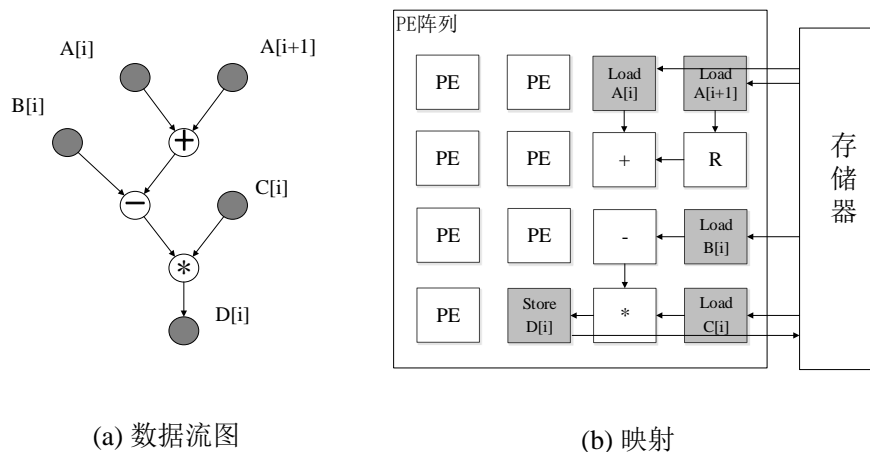 A[i]
A[i+1]
B[i]
+
−
C[i]
*
D[i]
(a) 数据流图
PE阵列
PE
PE
Load
A[i]
Load
A[i+1]
PE
PE
+
R
PE
PE
-
Load
B[i]
PE
Store
D[i]
*
Load
C[i]
存储器
(b) 映射